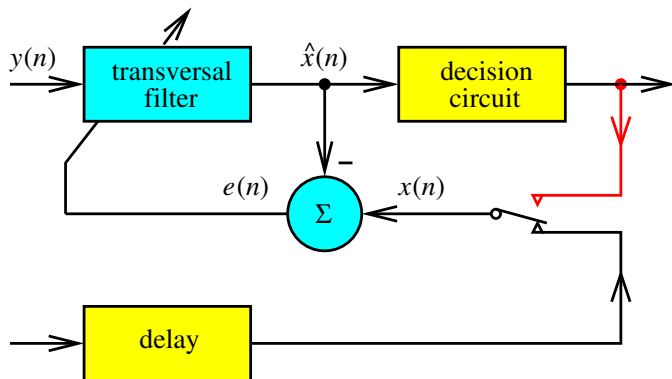 y(n)
transversal
filter
x̂(n)
decision
circuit
–
e(n)
Σ
x(n)
delay